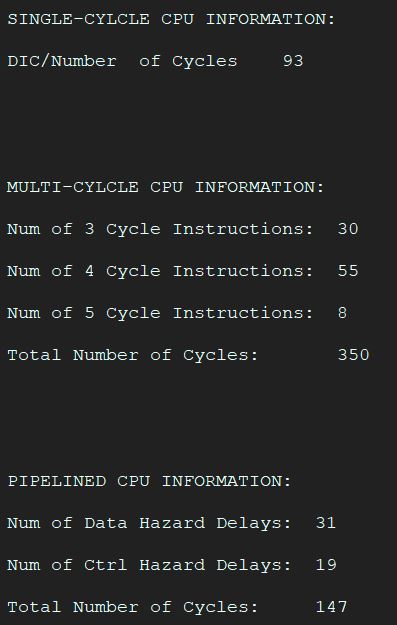 SINGLE-CYLCLE CPU INFORMATION:
DIC/Number  of Cycles    93
MULTI-CYLCLE CPU INFORMATION:
Num of 3 Cycle Instructions:  30
Num of 4 Cycle Instructions:  55
Num of 5 Cycle Instructions:  8
Total Number of Cycles:       350
PIPELINED CPU INFORMATION:
Num of Data Hazard Delays:  31
Num of Ctrl Hazard Delays:  19
Total Number of Cycles:     147